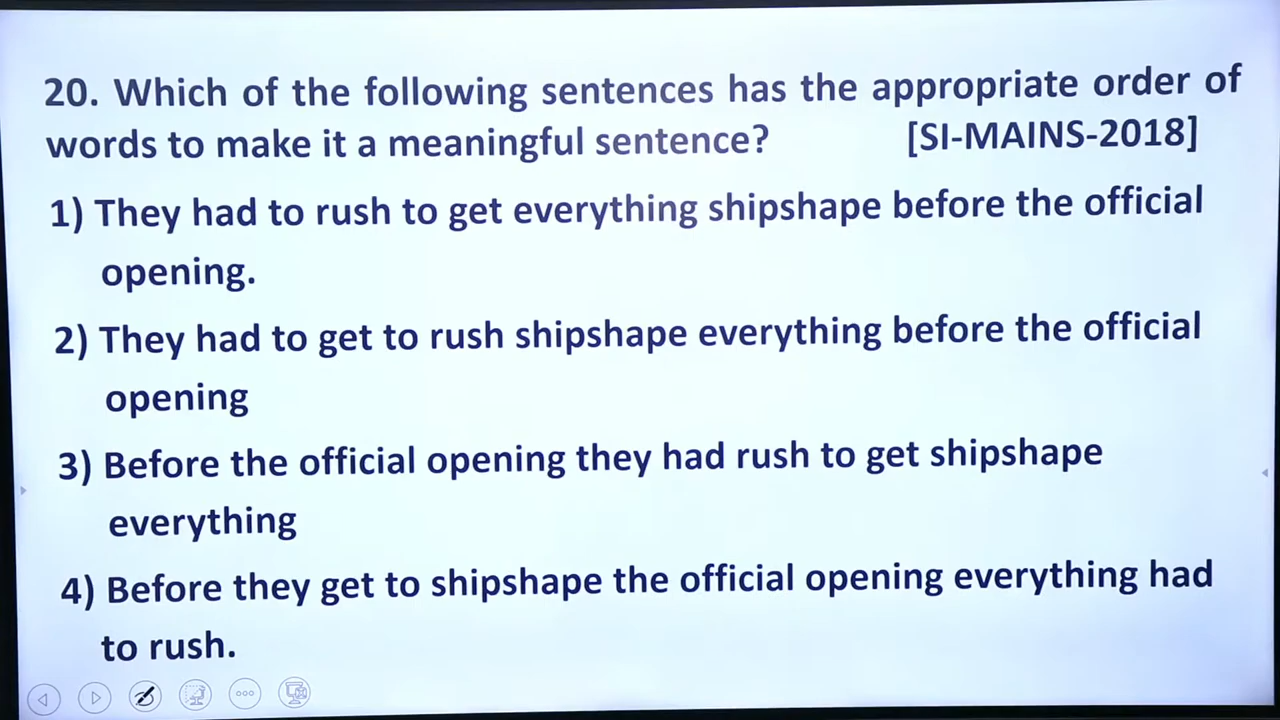 20. Which of the following sentences has the appropriate order of
words to make it a meaningful sentence? [SI-MAINS-2018]
1) They had to rush to get everything shipshape before the official
opening.
2) They had to get to rush shipshape everything before the official
opening
3) Before the official opening they had rush to get shipshape
everything
4) Before they get to shipshape the official opening everything had
to rush.